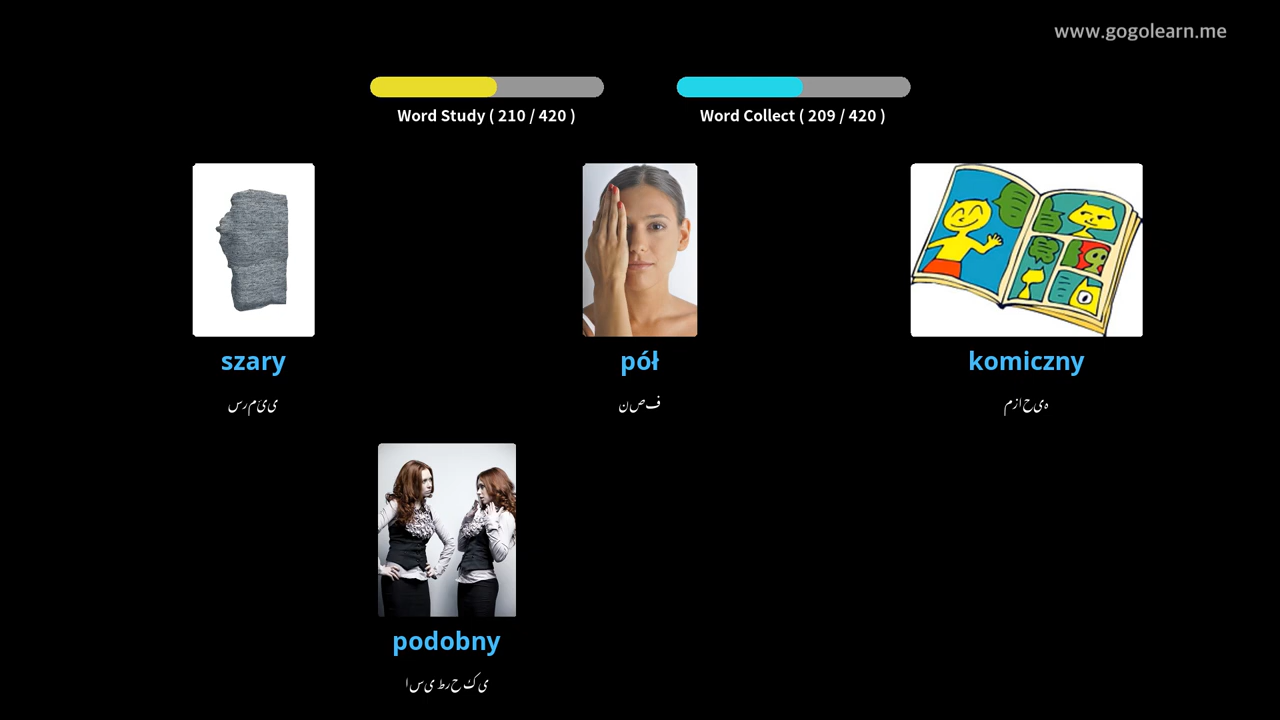 www.gogolearn.me
Word Study ( 210 / 420 )
Word Collect ( 209 / 420 )
szary
pół
komiczny
سرمئی
نصف
مزاحیہ
podobny
اسی طرح کی